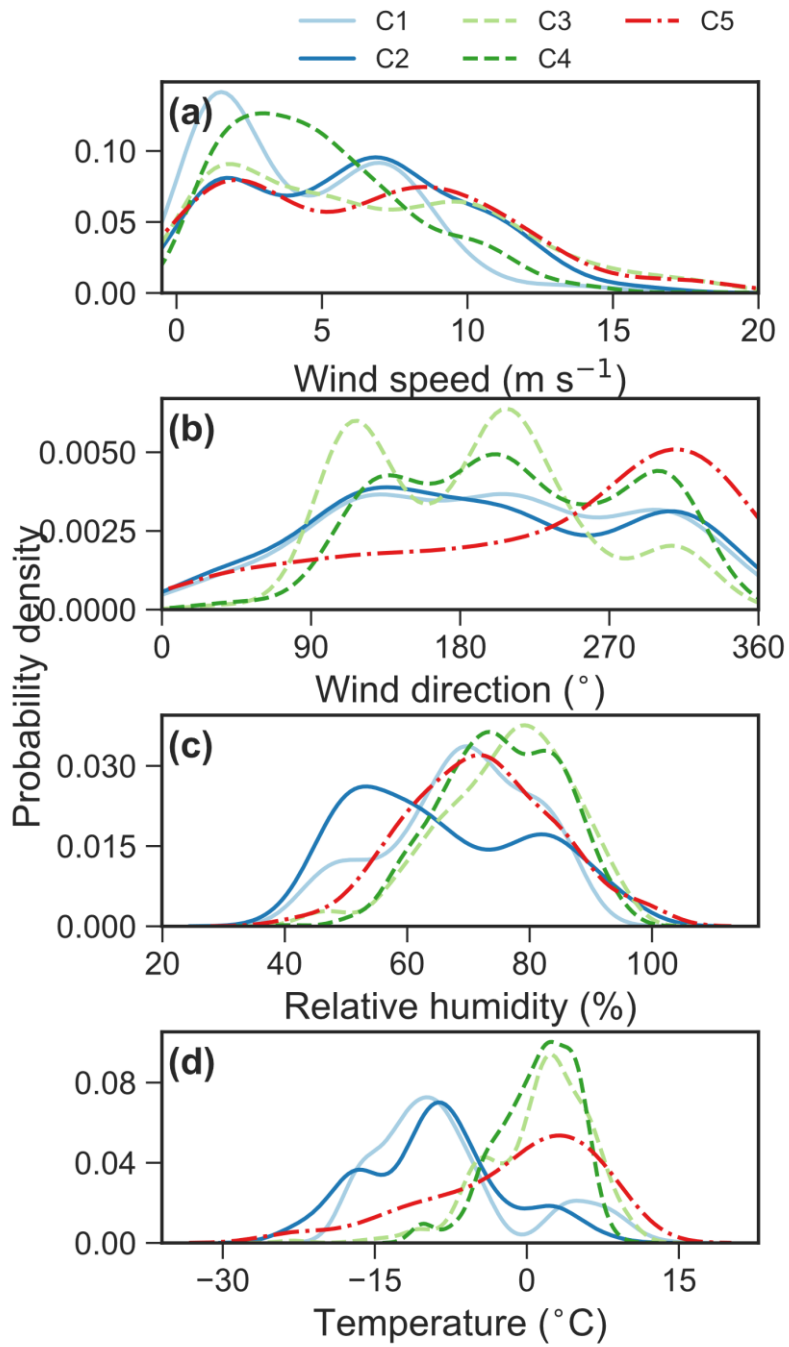 C1 C3 C5
C2 C4
(a)
0.10
0.05
0.00
0 5 10 15 20
Wind speed (m s⁻¹)
(b)
0.0050
0.0025
0.0000
0 90 180 270 360
Wind direction (°)
Probability density
(c)
0.030
0.015
0.000
20 40 60 80 100
Relative humidity (%)
(d)
0.08
0.04
0.00
−30 −15 0 15
Temperature (°C)